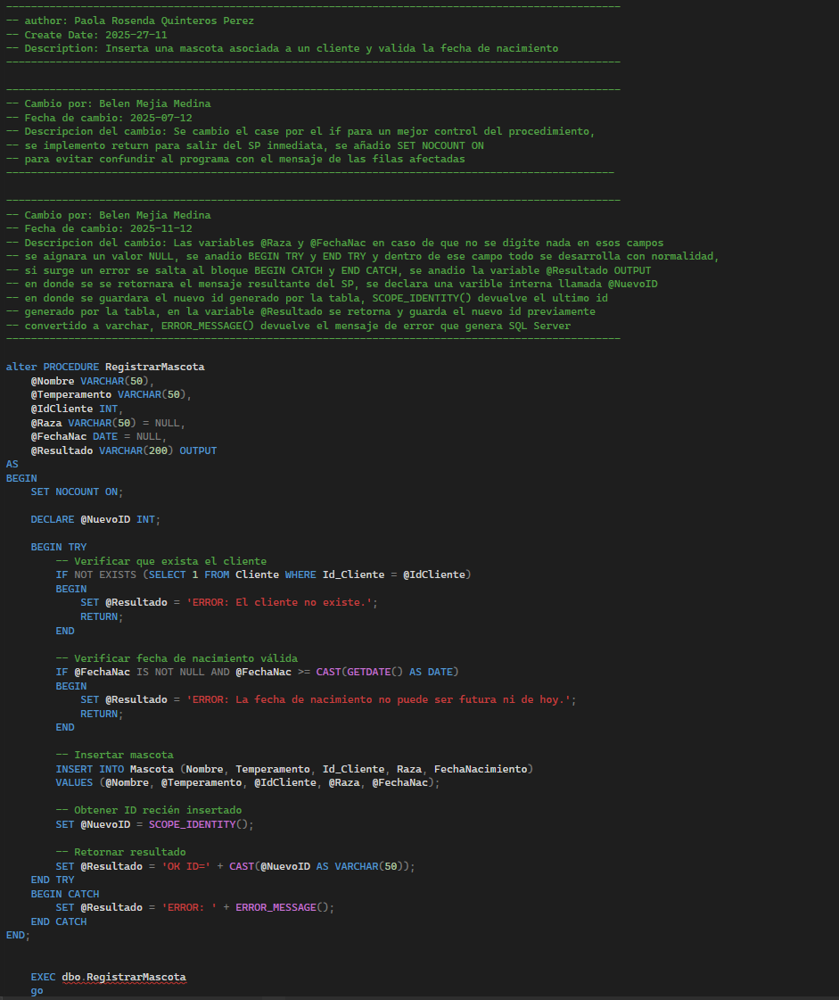 ---------------------------------------------------------------------------------------------------
-- author: Paola Rosenda Quinteros Perez
-- Create Date: 2025-27-11
-- Description: Inserta una mascota asociada a un cliente y valida la fecha de nacimiento
---------------------------------------------------------------------------------------------------

---------------------------------------------------------------------------------------------------
-- Cambio por: Belen Mejia Medina
-- Fecha de cambio: 2025-07-12
-- Descripcion del cambio: Se cambio el case por el if para un mejor control del procedimiento,
-- se implemento return para salir del SP inmediata, se añadio SET NOCOUNT ON
-- para evitar confundir al programa con el mensaje de las filas afectadas
--------------------------------------------------------------------------------------------------

---------------------------------------------------------------------------------------------------
-- Cambio por: Belen Mejia Medina
-- Fecha de cambio: 2025-11-12
-- Descripcion del cambio: Las variables @Raza y @FechaNac en caso de que no se digite nada en esos campos
-- se aignara un valor NULL, se anadio BEGIN TRY y END TRY y dentro de ese campo todo se desarrolla con normalidad,
-- si surge un error se salta al bloque BEGIN CATCH y END CATCH, se anadio la variable @Resultado OUTPUT
-- en donde se se retornara el mensaje resultante del SP, se declara una varible interna llamada @NuevoID
-- en donde se guardara el nuevo id generado por la tabla, SCOPE_IDENTITY() devuelve el ultimo id
-- generado por la tabla, en la variable @Resultado se retorna y guarda el nuevo id previamente
-- convertido a varchar, ERROR_MESSAGE() devuelve el mensaje de error que genera SQL Server
---------------------------------------------------------------------------------------------------

alter PROCEDURE RegistrarMascota
    @Nombre VARCHAR(50),
    @Temperamento VARCHAR(50),
    @IdCliente INT,
    @Raza VARCHAR(50) = NULL,
    @FechaNac DATE = NULL,
    @Resultado VARCHAR(200) OUTPUT
AS
BEGIN
    SET NOCOUNT ON;

    DECLARE @NuevoID INT;

    BEGIN TRY
        -- Verificar que exista el cliente
        IF NOT EXISTS (SELECT 1 FROM Cliente WHERE Id_Cliente = @IdCliente)
        BEGIN
            SET @Resultado = 'ERROR: El cliente no existe.';
            RETURN;
        END

        -- Verificar fecha de nacimiento válida
        IF @FechaNac IS NOT NULL AND @FechaNac >= CAST(GETDATE() AS DATE)
        BEGIN
            SET @Resultado = 'ERROR: La fecha de nacimiento no puede ser futura ni de hoy.';
            RETURN;
        END

        -- Insertar mascota
        INSERT INTO Mascota (Nombre, Temperamento, Id_Cliente, Raza, FechaNacimiento)
        VALUES (@Nombre, @Temperamento, @IdCliente, @Raza, @FechaNac);

        -- Obtener ID recién insertado
        SET @NuevoID = SCOPE_IDENTITY();

        -- Retornar resultado
        SET @Resultado = 'OK ID=' + CAST(@NuevoID AS VARCHAR(50));
    END TRY
    BEGIN CATCH
        SET @Resultado = 'ERROR: ' + ERROR_MESSAGE();
    END CATCH
END;

    EXEC dbo.RegistrarMascota
    go